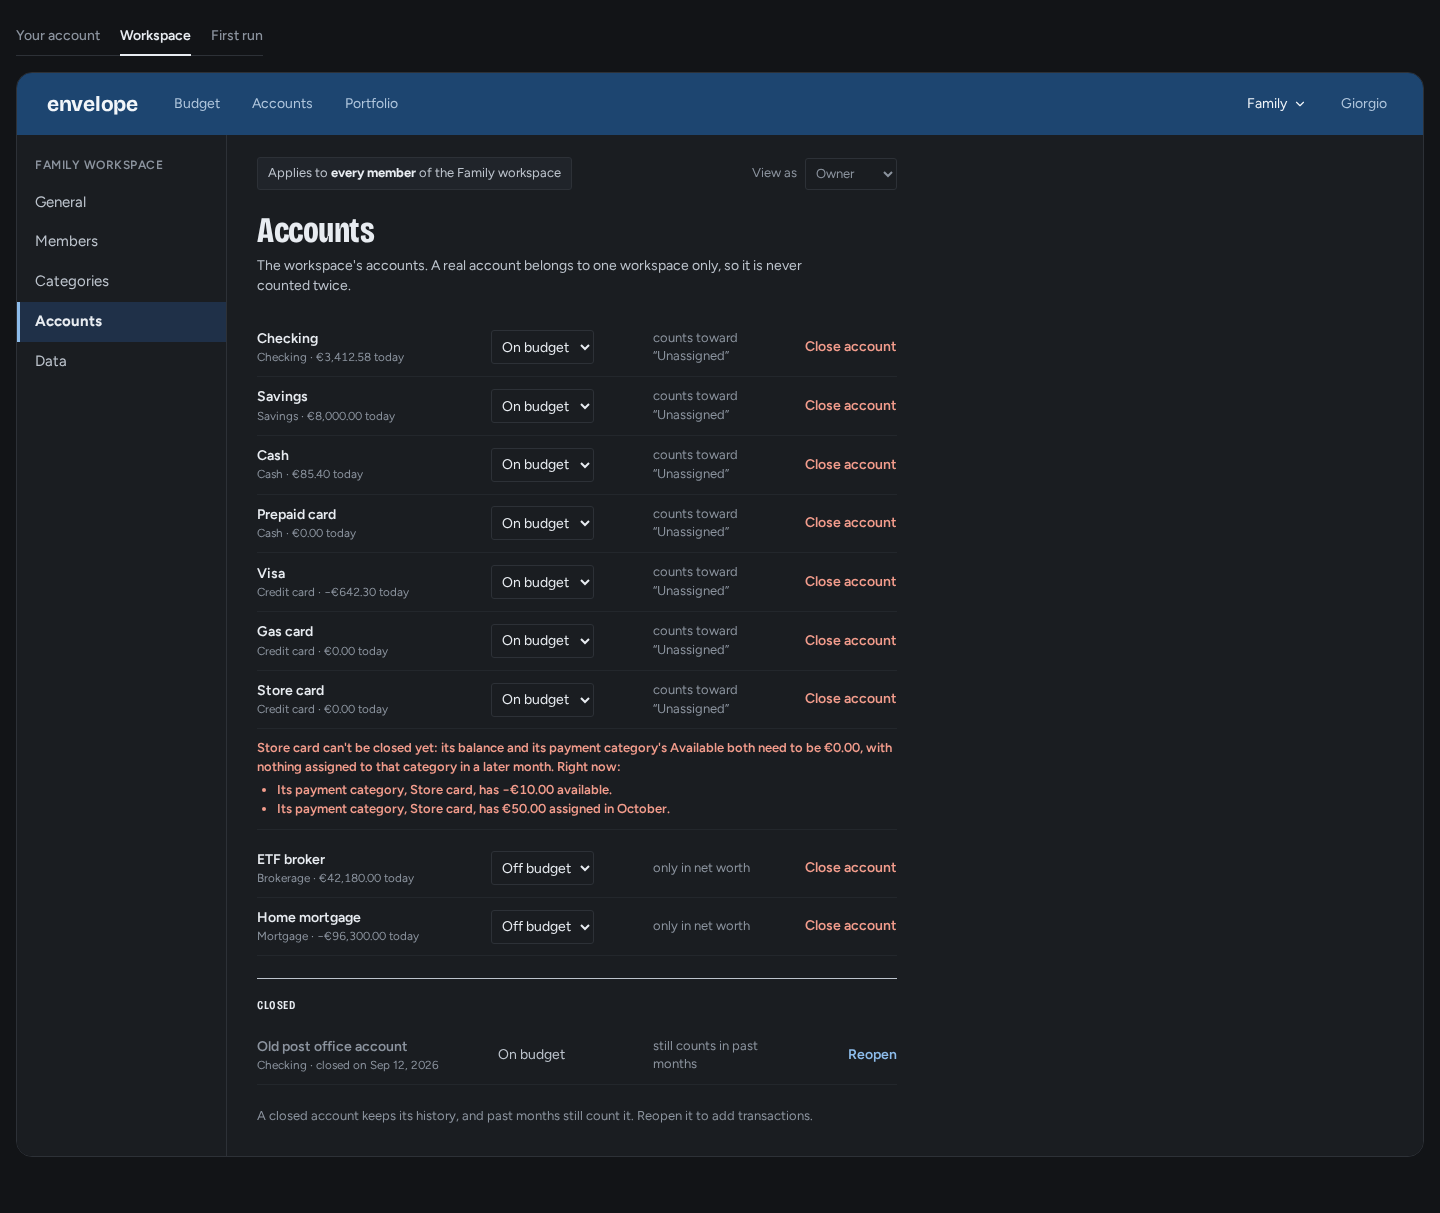 Your account Workspace First run
envelope Budget Accounts Portfolio Family Giorgio
FAMILY WORKSPACE
General
Members
Categories
Accounts
Data
Applies to every member of the Family workspace
View as Owner
Accounts
The workspace's accounts. A real account belongs to one workspace only, so it is never
counted twice.
Checking
Checking · €3,412.58 today
On budget
counts toward
“Unassigned”
Close account
Savings
Savings · €8,000.00 today
On budget
counts toward
“Unassigned”
Close account
Cash
Cash · €85.40 today
On budget
counts toward
“Unassigned”
Close account
Prepaid card
Cash · €0.00 today
On budget
counts toward
“Unassigned”
Close account
Visa
Credit card · −€642.30 today
On budget
counts toward
“Unassigned”
Close account
Gas card
Credit card · €0.00 today
On budget
counts toward
“Unassigned”
Close account
Store card
Credit card · €0.00 today
On budget
counts toward
“Unassigned”
Close account
Store card can't be closed yet: its balance and its payment category's Available both need to be €0.00, with
nothing assigned to that category in a later month. Right now:
• Its payment category, Store card, has −€10.00 available.
• Its payment category, Store card, has €50.00 assigned in October.
ETF broker
Brokerage · €42,180.00 today
Off budget
only in net worth
Close account
Home mortgage
Mortgage · −€96,300.00 today
Off budget
only in net worth
Close account
CLOSED
Old post office account
Checking · closed on Sep 12, 2026
On budget
still counts in past
months
Reopen
A closed account keeps its history, and past months still count it. Reopen it to add transactions.